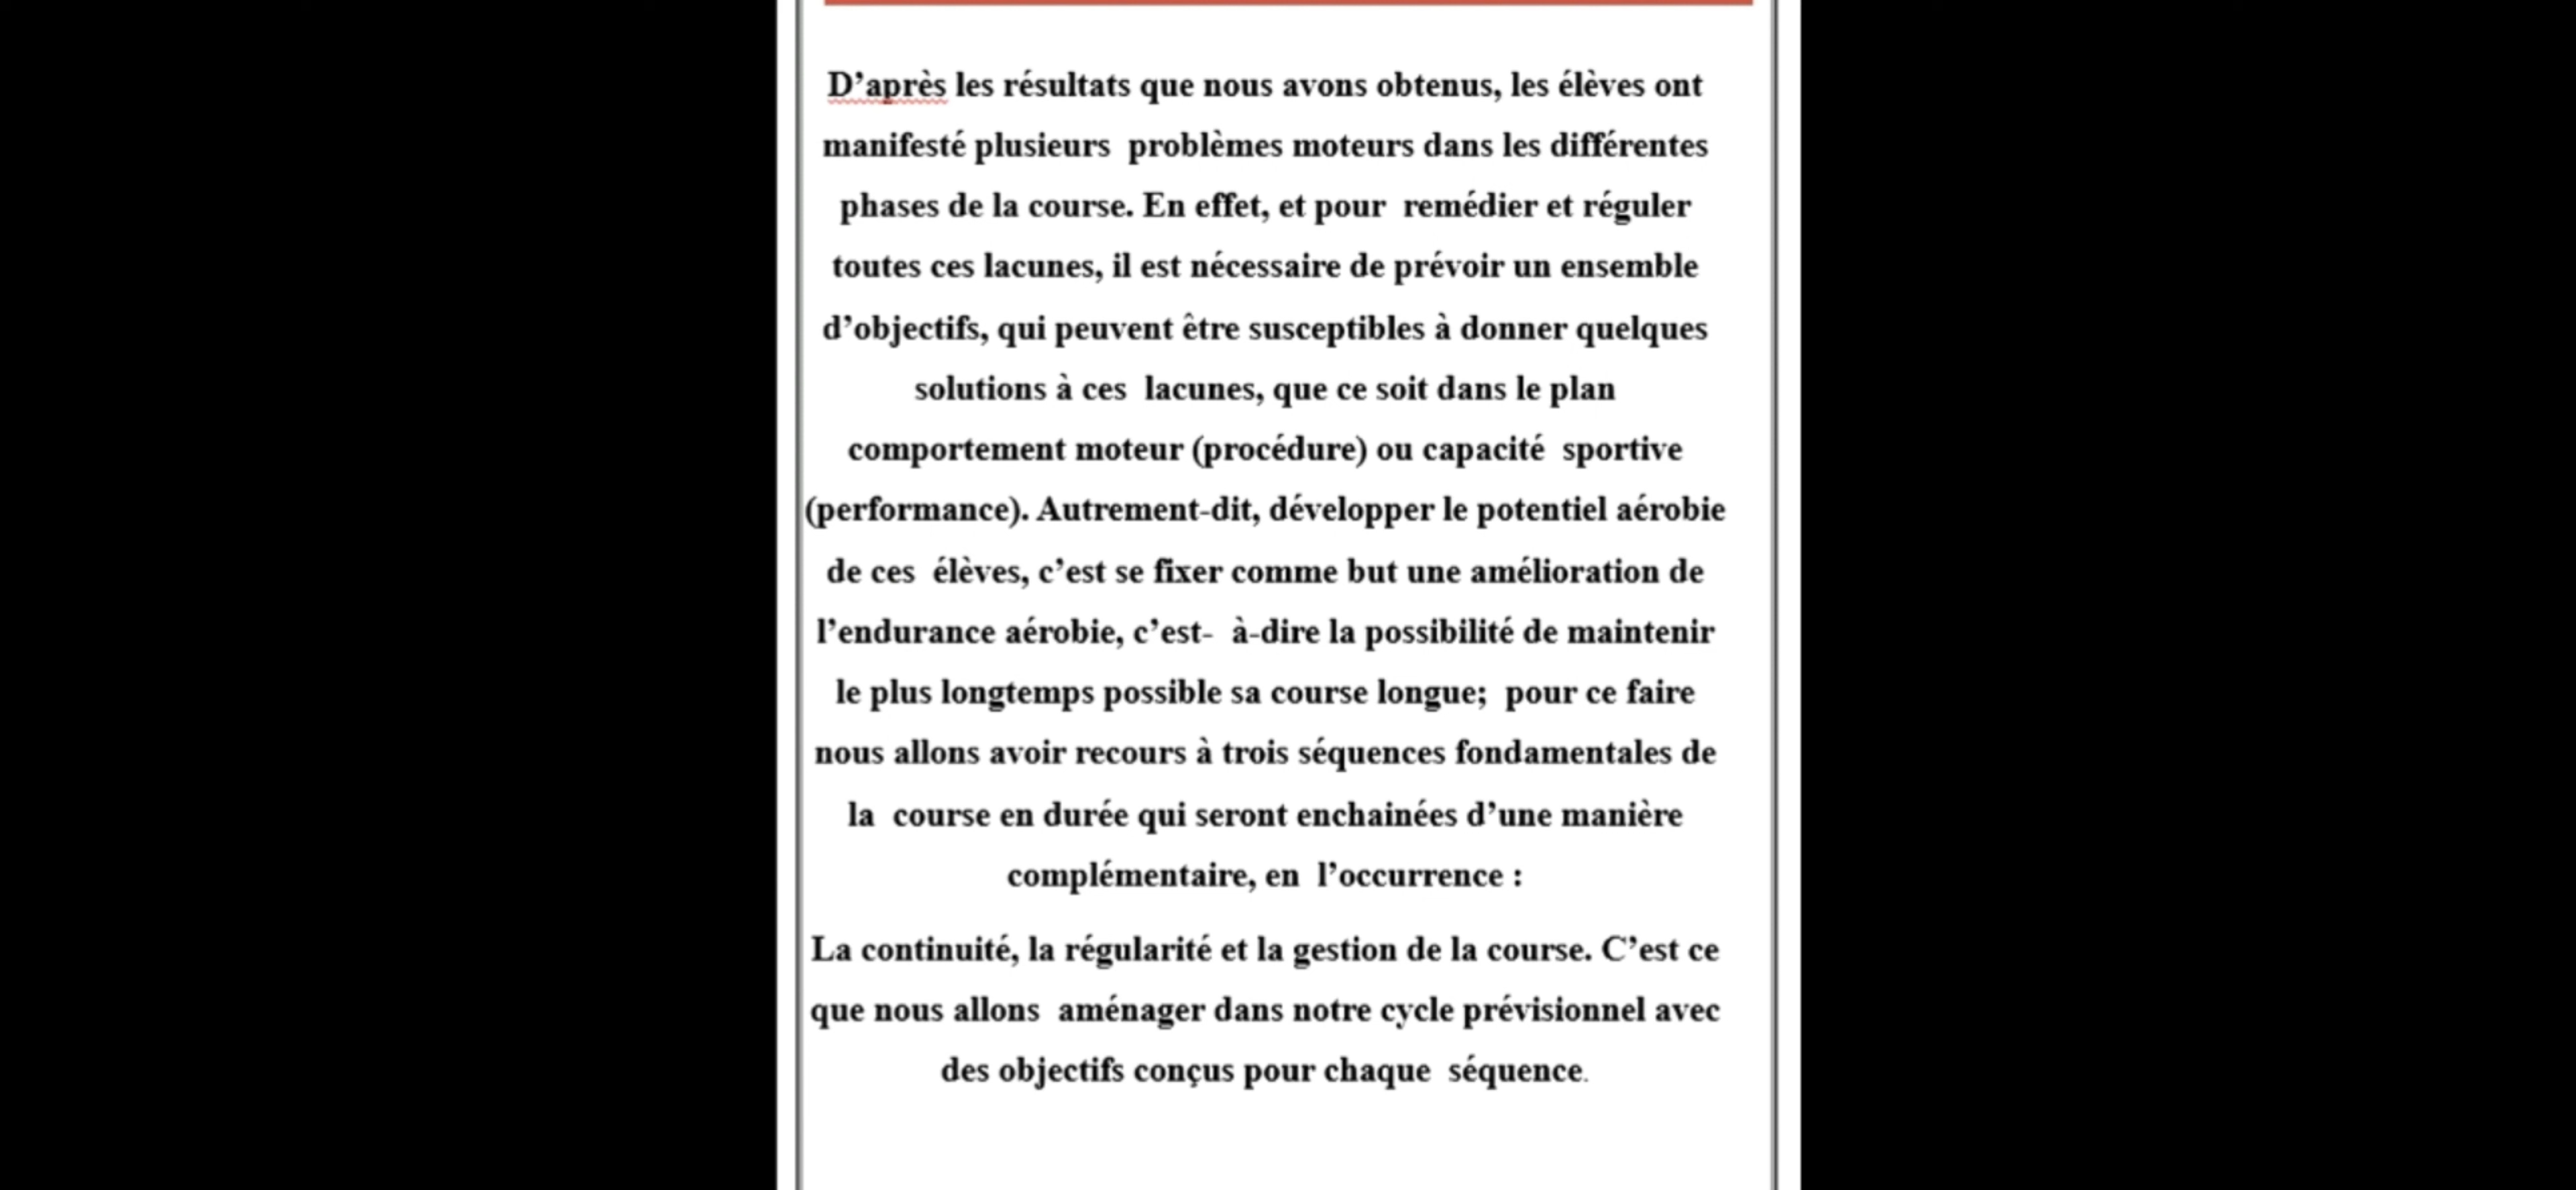 D’après les résultats que nous avons obtenus, les élèves ont
manifesté plusieurs problèmes moteurs dans les différentes
phases de la course. En effet, et pour remédier et réguler
toutes ces lacunes, il est nécessaire de prévoir un ensemble
d’objectifs, qui peuvent être susceptibles à donner quelques
solutions à ces lacunes, que ce soit dans le plan
comportement moteur (procédure) ou capacité sportive
(performance). Autrement-dit, développer le potentiel aérobie
de ces élèves, c’est se fixer comme but une amélioration de
l’endurance aérobie, c’est- à-dire la possibilité de maintenir
le plus longtemps possible sa course longue; pour ce faire
nous allons avoir recours à trois séquences fondamentales de
la course en durée qui seront enchainées d’une manière
complémentaire, en l’occurrence :
La continuité, la régularité et la gestion de la course. C’est ce
que nous allons aménager dans notre cycle prévisionnel avec
des objectifs conçus pour chaque séquence.